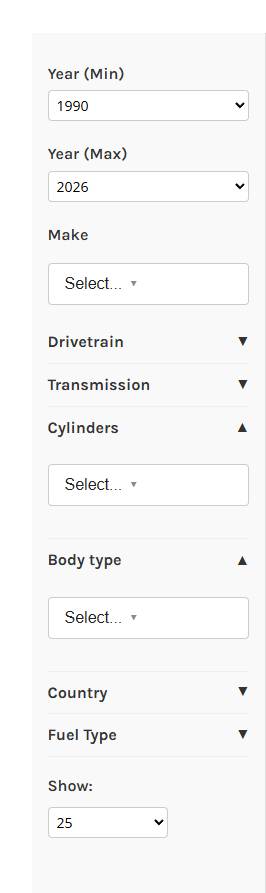 Year (Min)
1990
Year (Max)
2026
Make
Select... ▾
Drivetrain ▼
Transmission ▼
Cylinders ▲
Select... ▾
Body type ▲
Select... ▾
Country ▼
Fuel Type ▼
Show:
25